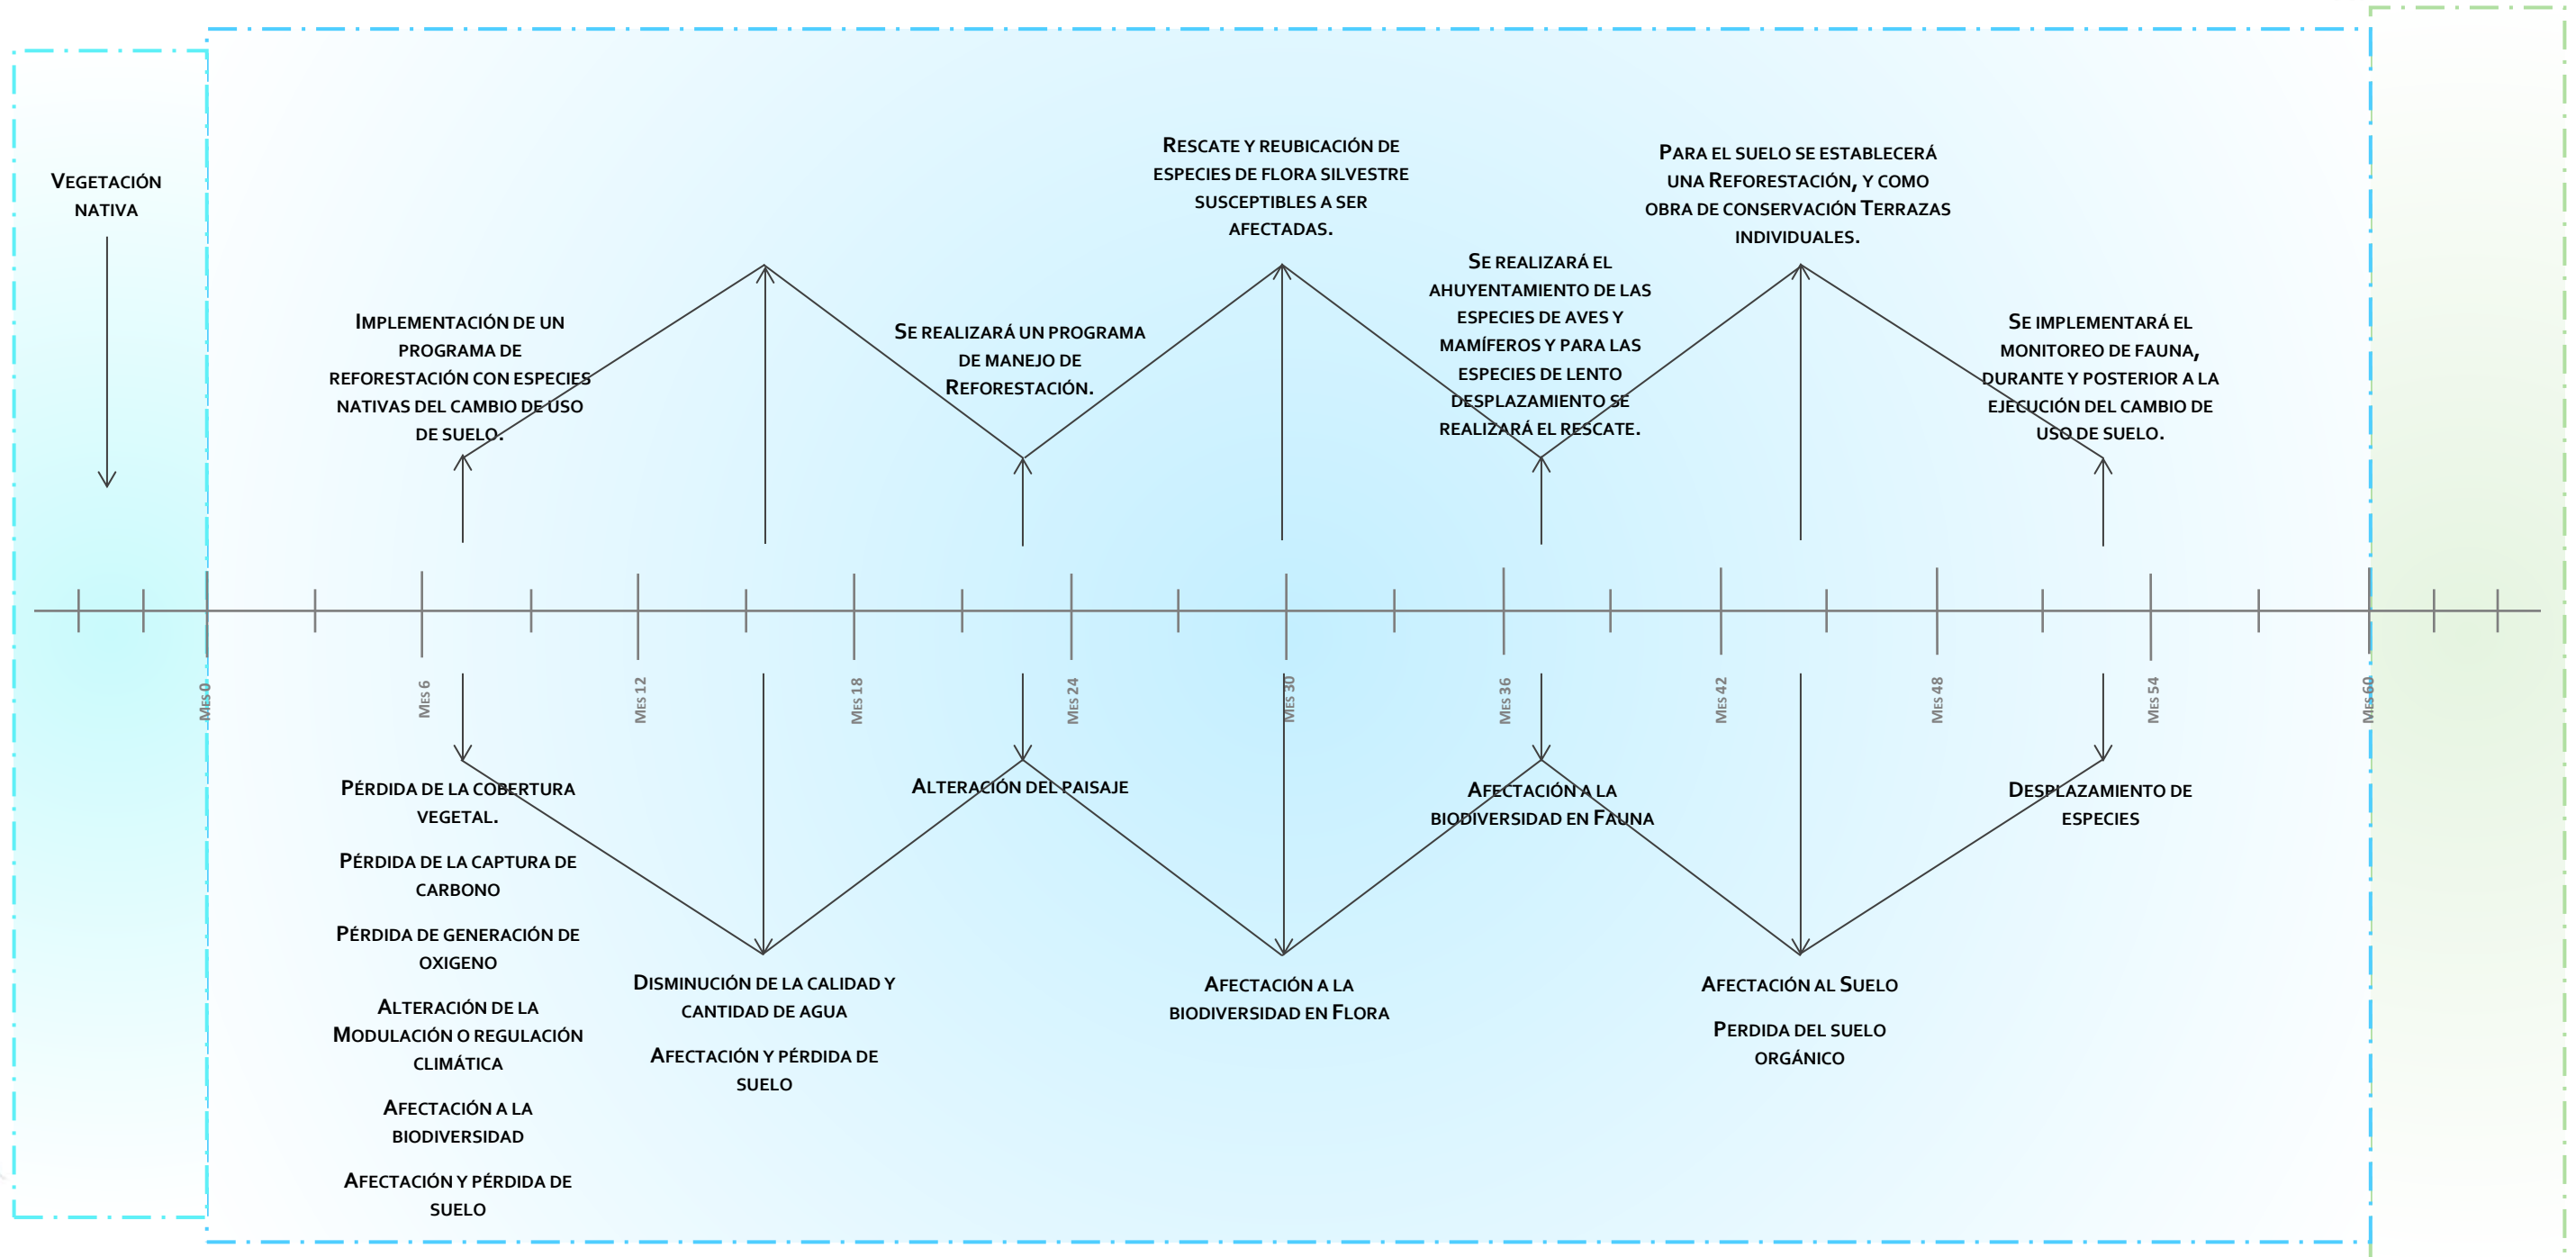 Vegetación
nativa
Implementación de un
programa de
reforestación con especies
nativas del cambio de uso
de suelo.
Se realizará un programa
de manejo de
Reforestación.
Rescate y reubicación de
especies de flora silvestre
susceptibles a ser
afectadas.
Se realizará el
ahuyentamiento de las
especies de aves y
mamíferos y para las
especies de lento
desplazamiento se
realizará el rescate.
Para el suelo se establecerá
una Reforestación, y como
obra de conservación Terrazas
individuales.
Se implementará el
monitoreo de fauna,
durante y posterior a la
ejecución del cambio de
uso de suelo.
Mes 0
Mes 6
Mes 12
Mes 18
Mes 24
Mes 30
Mes 36
Mes 42
Mes 48
Mes 54
Mes 60
Pérdida de la cobertura
vegetal.
Pérdida de la captura de
carbono
Pérdida de generación de
oxigeno
Alteración de la
Modulación o regulación
climática
Afectación a la
biodiversidad
Afectación y pérdida de
suelo
Disminución de la calidad y
cantidad de agua
Afectación y pérdida de
suelo
Alteración del paisaje
Afectación a la
biodiversidad en Flora
Afectación a la
biodiversidad en Fauna
Afectación al Suelo
Perdida del suelo
orgánico
Desplazamiento de
especies